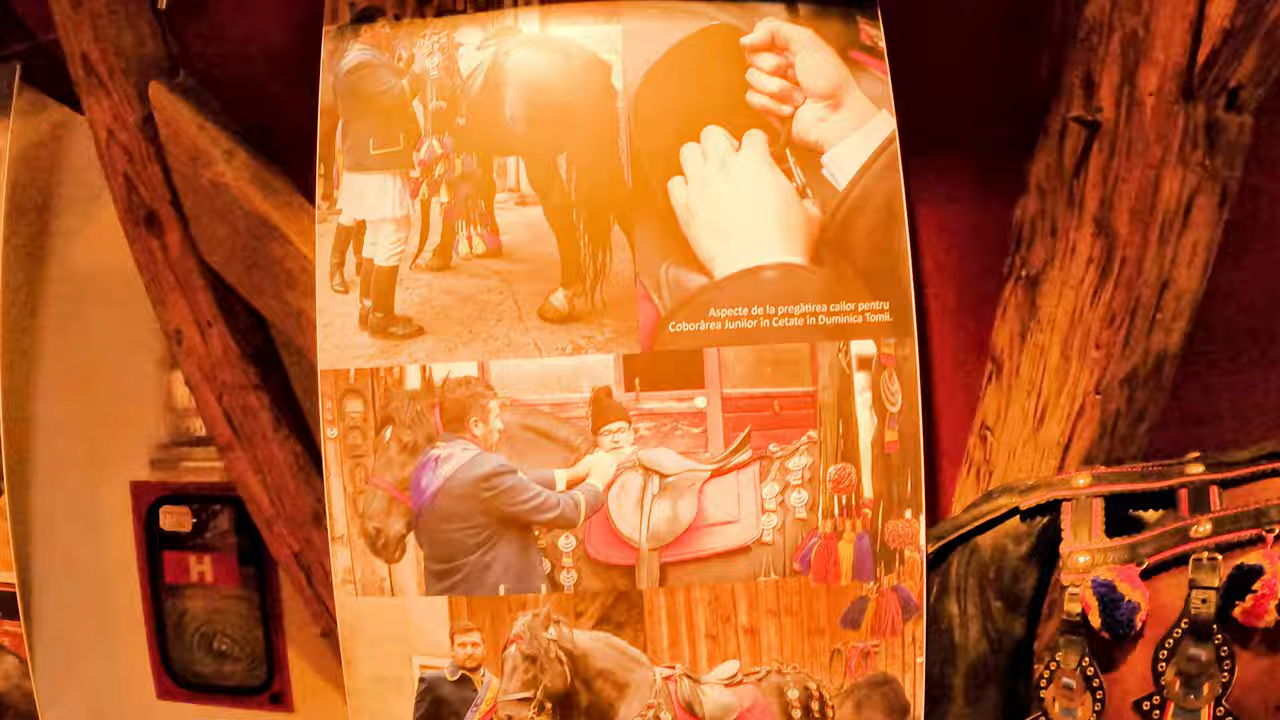 Aspecte de la pregătirea cailor pentru
Coborârea Junilor în Cetate în Duminica Tomii.
H